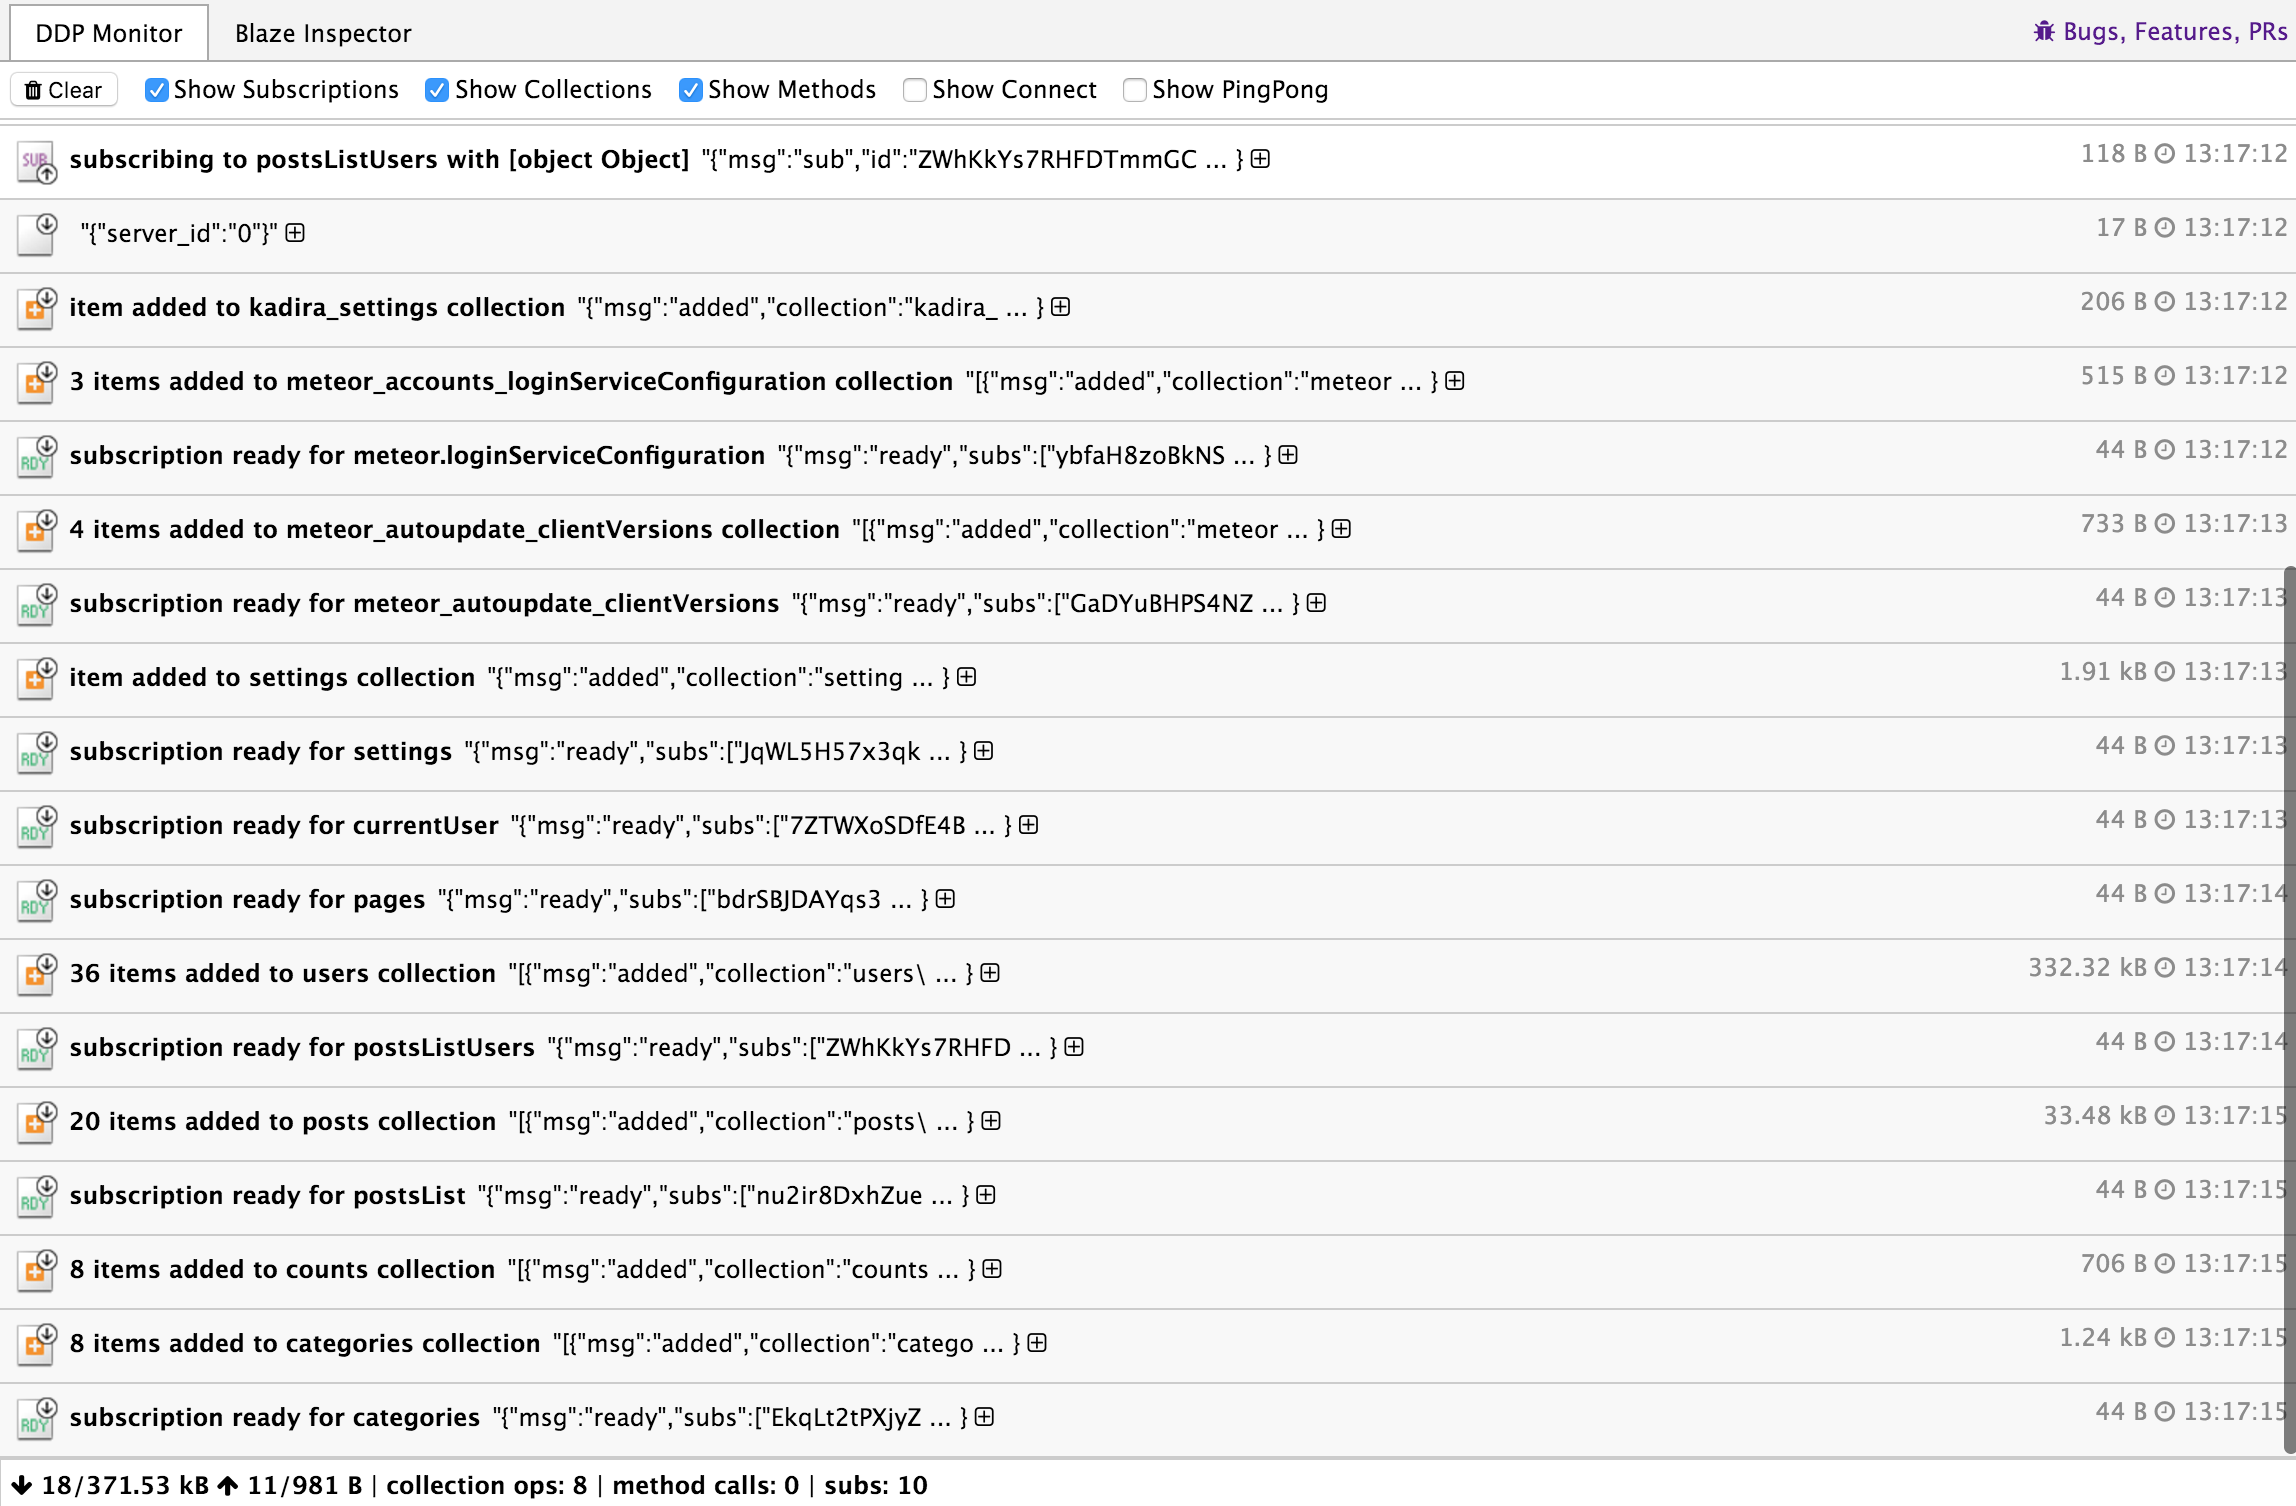 DDP Monitor Blaze Inspector Bugs, Features, PRs
Clear Show Subscriptions Show Collections Show Methods Show Connect Show PingPong
SUB subscribing to postsListUsers with [object Object] "{"msg":"sub","id":"ZWhKkYs7RHFDTmmGC ... } 118 B 13:17:12
"{"server_id":"0"}" 17 B 13:17:12
item added to kadira_settings collection "{"msg":"added","collection":"kadira_ ... } 206 B 13:17:12
3 items added to meteor_accounts_loginServiceConfiguration collection "[{"msg":"added","collection":"meteor ... } 515 B 13:17:12
RDY subscription ready for meteor.loginServiceConfiguration "{"msg":"ready","subs":["ybfaH8zoBkNS ... } 44 B 13:17:12
4 items added to meteor_autoupdate_clientVersions collection "[{"msg":"added","collection":"meteor ... } 733 B 13:17:13
RDY subscription ready for meteor_autoupdate_clientVersions "{"msg":"ready","subs":["GaDYuBHPS4NZ ... } 44 B 13:17:13
item added to settings collection "{"msg":"added","collection":"setting ... } 1.91 kB 13:17:13
RDY subscription ready for settings "{"msg":"ready","subs":["JqWL5H57x3qk ... } 44 B 13:17:13
RDY subscription ready for currentUser "{"msg":"ready","subs":["7ZTWXoSDfE4B ... } 44 B 13:17:13
RDY subscription ready for pages "{"msg":"ready","subs":["bdrSBJDAYqs3 ... } 44 B 13:17:14
36 items added to users collection "[{"msg":"added","collection":"users\ ... } 332.32 kB 13:17:14
RDY subscription ready for postsListUsers "{"msg":"ready","subs":["ZWhKkYs7RHFD ... } 44 B 13:17:14
20 items added to posts collection "[{"msg":"added","collection":"posts\ ... } 33.48 kB 13:17:15
RDY subscription ready for postsList "{"msg":"ready","subs":["nu2ir8DxhZue ... } 44 B 13:17:15
8 items added to counts collection "[{"msg":"added","collection":"counts ... } 706 B 13:17:15
8 items added to categories collection "[{"msg":"added","collection":"catego ... } 1.24 kB 13:17:15
RDY subscription ready for categories "{"msg":"ready","subs":["EkqLt2tPXjyZ ... } 44 B 13:17:15
18/371.53 kB 11/981 B | collection ops: 8 | method calls: 0 | subs: 10